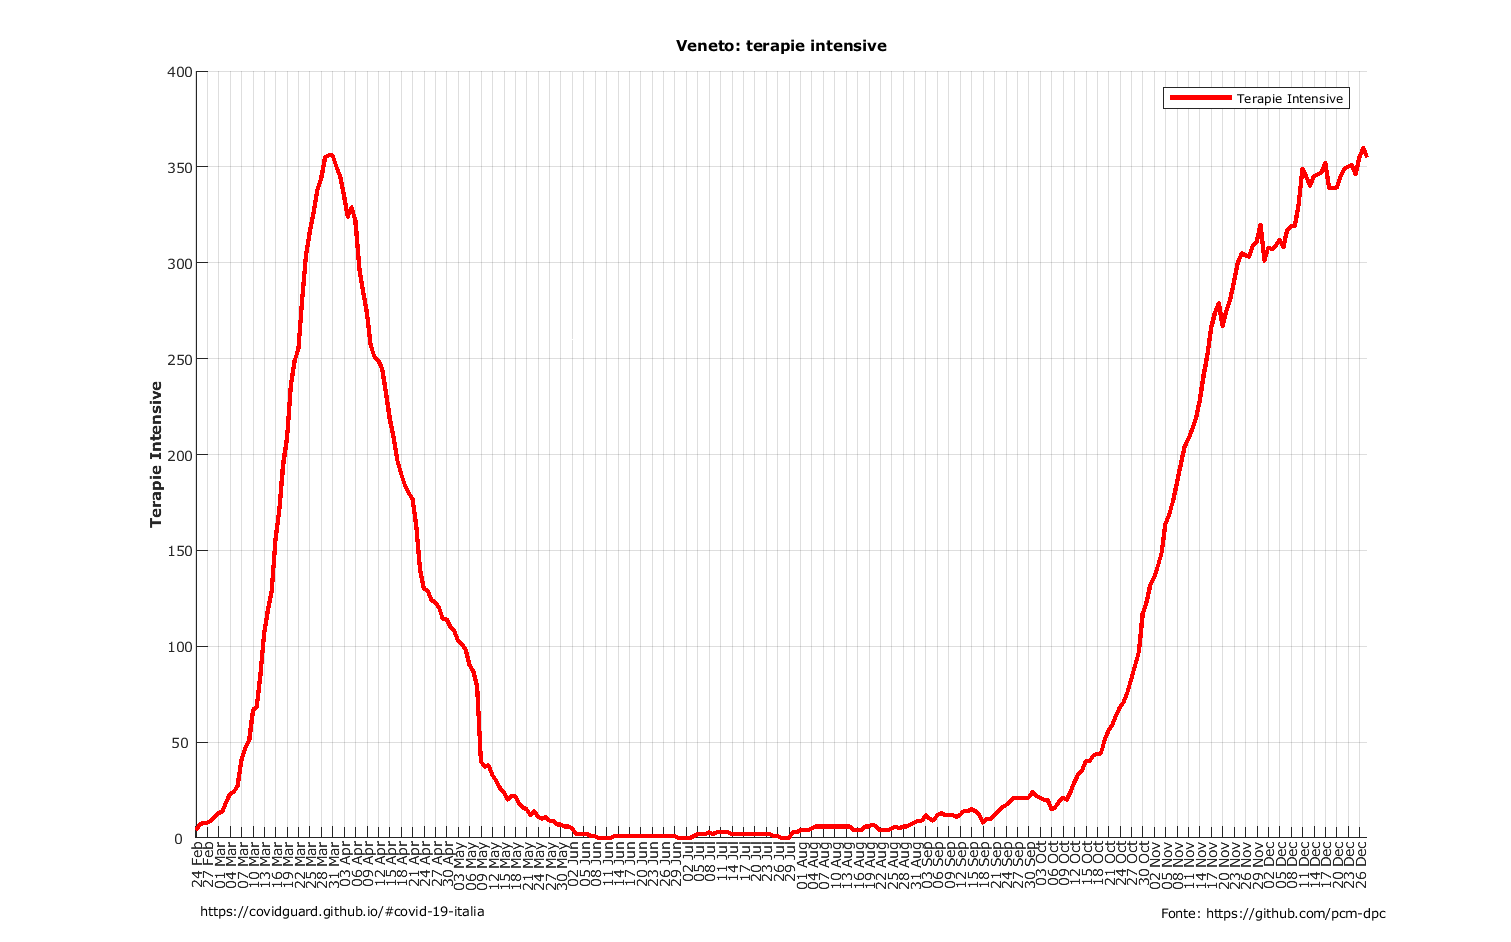 Veneto: terapie intensive
Terapie Intensive
Terapie Intensive
400
350
300
250
200
150
100
50
0
24 Feb
27 Feb
01 Mar
04 Mar
07 Mar
10 Mar
13 Mar
16 Mar
19 Mar
22 Mar
25 Mar
28 Mar
31 Mar
03 Apr
06 Apr
09 Apr
12 Apr
15 Apr
18 Apr
21 Apr
24 Apr
27 Apr
30 Apr
03 May
06 May
09 May
12 May
15 May
18 May
21 May
24 May
27 May
30 May
02 Jun
05 Jun
08 Jun
11 Jun
14 Jun
17 Jun
20 Jun
23 Jun
26 Jun
29 Jun
02 Jul
05 Jul
08 Jul
11 Jul
14 Jul
17 Jul
20 Jul
23 Jul
26 Jul
29 Jul
01 Aug
04 Aug
07 Aug
10 Aug
13 Aug
16 Aug
19 Aug
22 Aug
25 Aug
28 Aug
31 Aug
03 Sep
06 Sep
09 Sep
12 Sep
15 Sep
18 Sep
21 Sep
24 Sep
27 Sep
30 Sep
03 Oct
06 Oct
09 Oct
12 Oct
15 Oct
18 Oct
21 Oct
24 Oct
27 Oct
30 Oct
02 Nov
05 Nov
08 Nov
11 Nov
14 Nov
17 Nov
20 Nov
23 Nov
26 Nov
29 Nov
02 Dec
05 Dec
08 Dec
11 Dec
14 Dec
17 Dec
20 Dec
23 Dec
26 Dec
https://covidguard.github.io/#covid-19-italia
Fonte: https://github.com/pcm-dpc